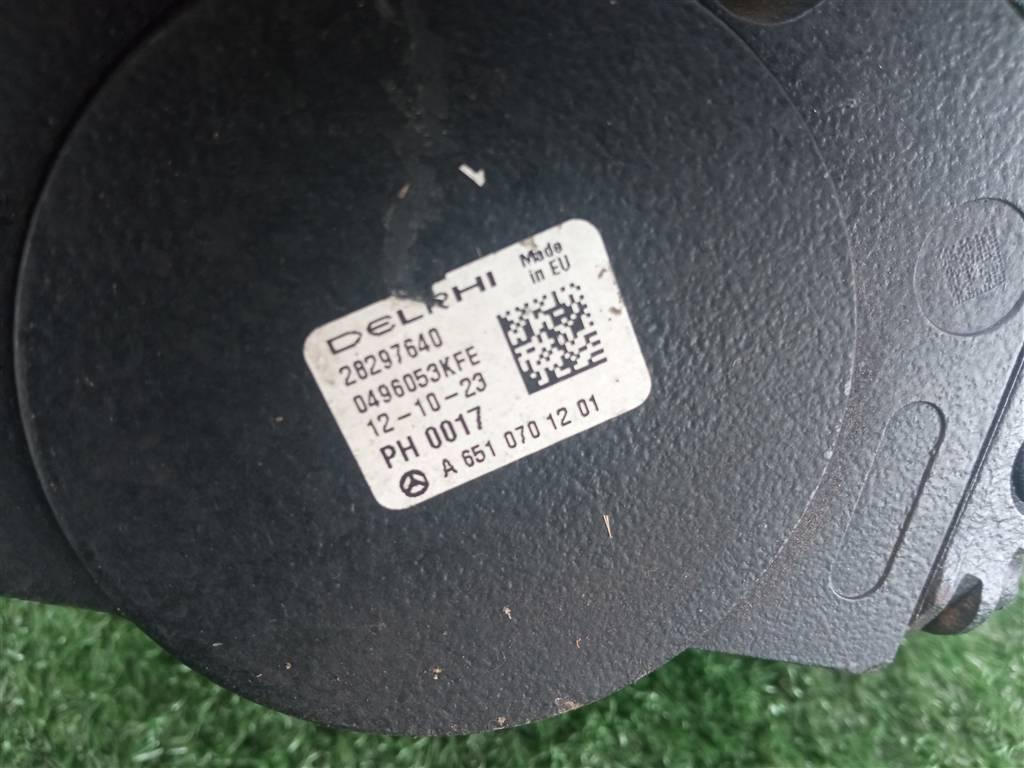 DELPHI
Made
in EU
28297640
0496053KFE
12-10-23
PH 0017
A 651 070 12 01